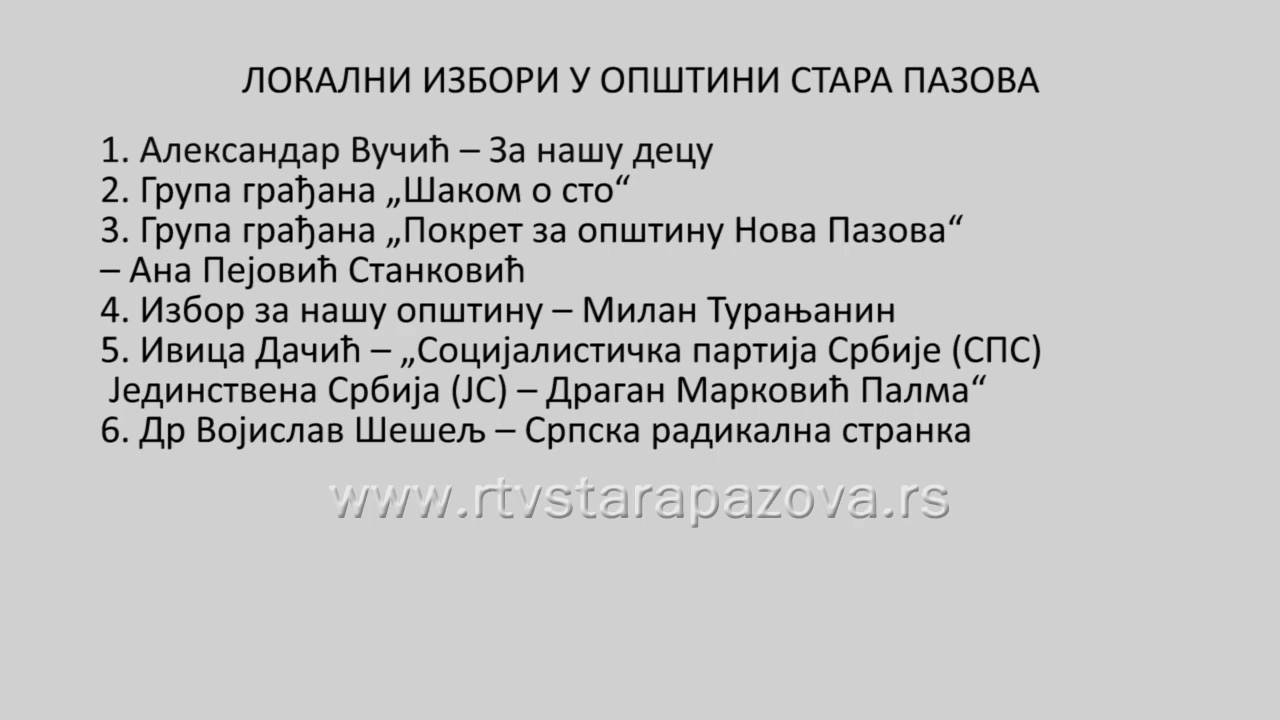 ЛОКАЛНИ ИЗБОРИ У ОПШТИНИ СТАРА ПАЗОВА
1. Александар Вучић – За нашу децу
2. Група грађана „Шаком о сто“
3. Група грађана „Покрет за општину Нова Пазова“
– Ана Пејовић Станковић
4. Избор за нашу општину – Милан Турањанин
5. Ивица Дачић – „Социјалистичка партија Србије (СПС)
Јединствена Србија (ЈС) – Драган Марковић Палма“
6. Др Војислав Шешељ – Српска радикална странка
www.rtvstarapazova.rs